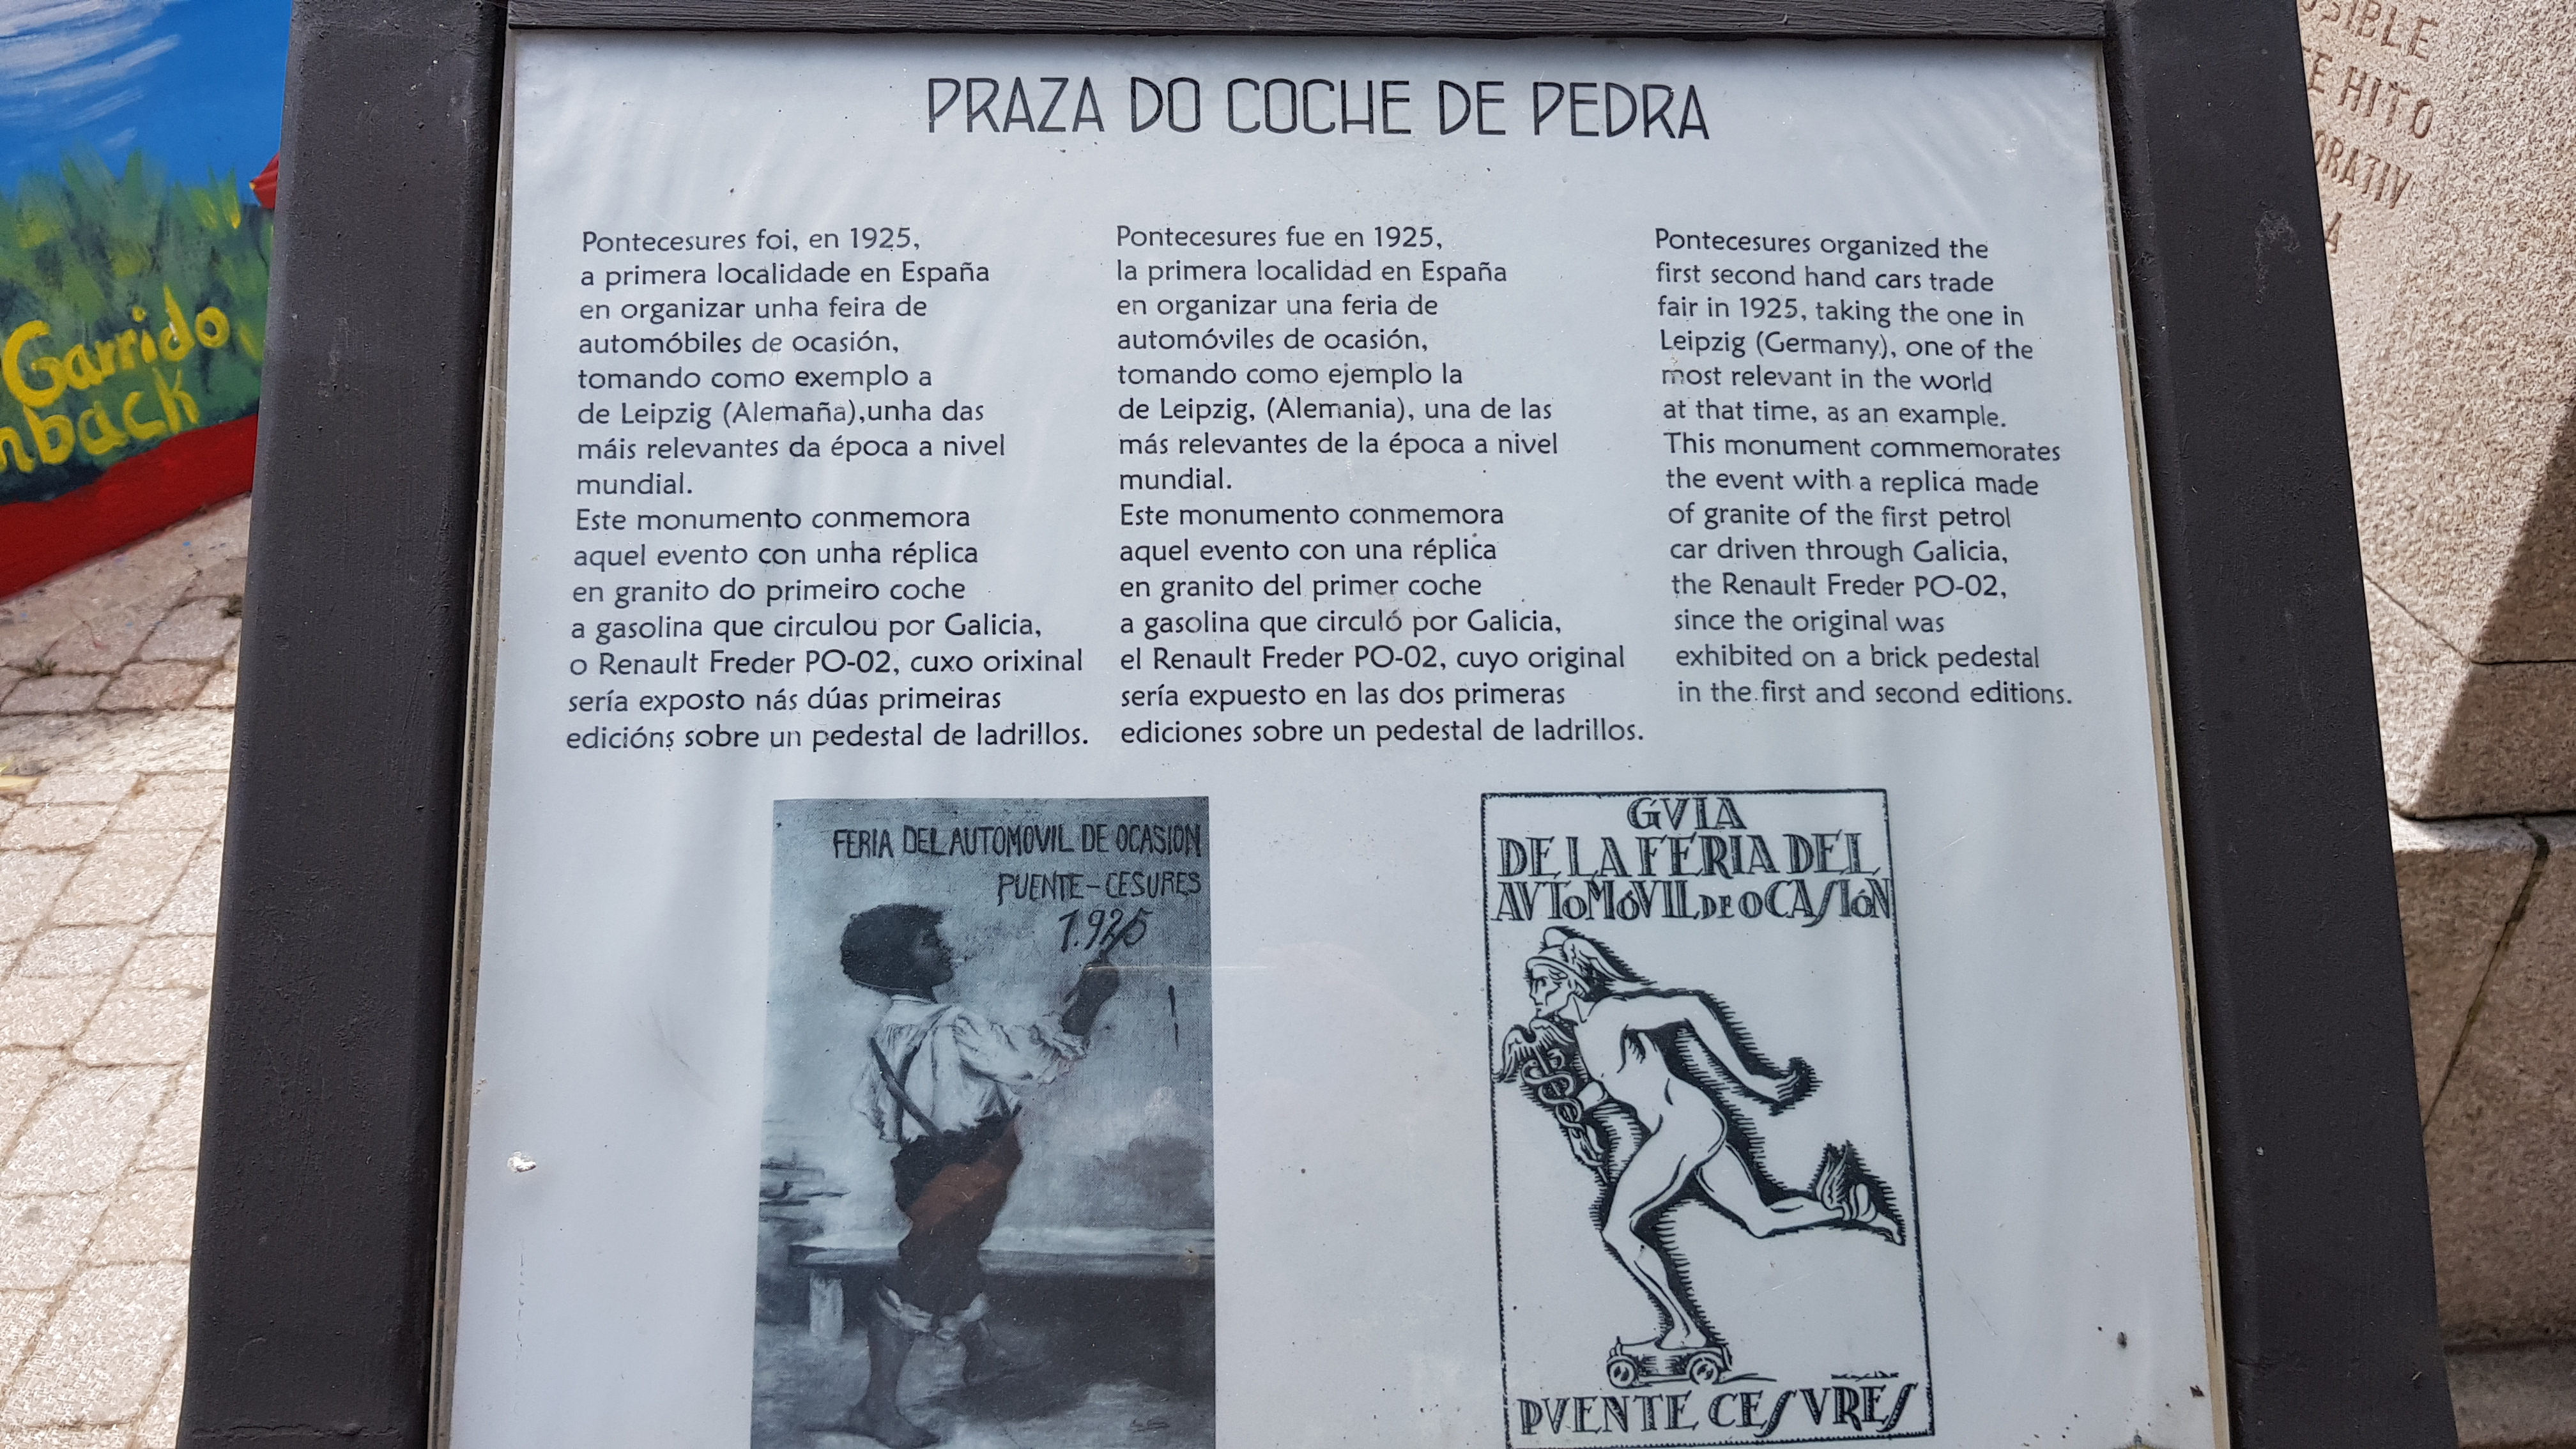 PRAZA DO COCHE DE PEDRA
Pontecesures foi, en 1925,
a primera localidade en España
en organizar unha feira de
automóbiles de ocasión,
tomando como exemplo a
de Leipzig (Alemaña),unha das
máis relevantes da época a nivel
mundial.
Este monumento conmemora
aquel evento con unha réplica
en granito do primeiro coche
a gasolina que circulou por Galicia,
o Renault Freder PO-02, cuxo orixinal
sería exposto nás dúas primeiras
edicións sobre un pedestal de ladrillos.
Pontecesures fue en 1925,
la primera localidad en España
en organizar una feria de
automóviles de ocasión,
tomando como ejemplo la
de Leipzig, (Alemania), una de las
más relevantes de la época a nivel
mundial.
Este monumento conmemora
aquel evento con una réplica
en granito del primer coche
a gasolina que circuló por Galicia,
el Renault Freder PO-02, cuyo original
sería expuesto en las dos primeras
ediciones sobre un pedestal de ladrillos.
Pontecesures organized the
first second hand cars trade
fair in 1925, taking the one in
Leipzig (Germany), one of the
most relevant in the world
at that time, as an example.
This monument commemorates
the event with a replica made
of granite of the first petrol
car driven through Galicia,
the Renault Freder PO-02,
since the original was
exhibited on a brick pedestal
in the first and second editions.
FERIA DEL AUTOMOVIL DE OCASION
PUENTE-CESURES
1.925
GVIA
DE LA FERIA DEL
AVTOMÓVIL DE OCASIÓN
PVENTE CESVRES
Garrido
HITO